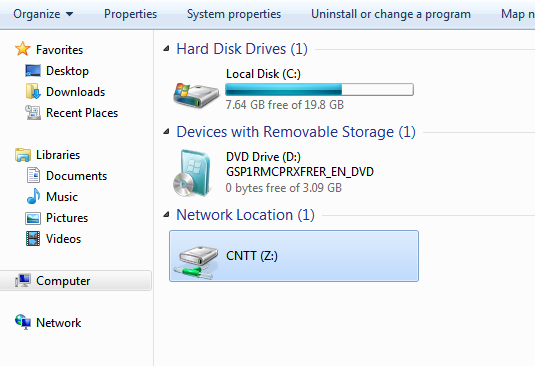 Organize Properties System properties Uninstall or change a program Map n
Favorites
Desktop
Downloads
Recent Places
Libraries
Documents
Music
Pictures
Videos
Computer
Network
Hard Disk Drives (1)
Local Disk (C:)
7.64 GB free of 19.8 GB
Devices with Removable Storage (1)
DVD Drive (D:)
GSP1RMCPRXFRER_EN_DVD
0 bytes free of 3.09 GB
Network Location (1)
CNTT (Z:)